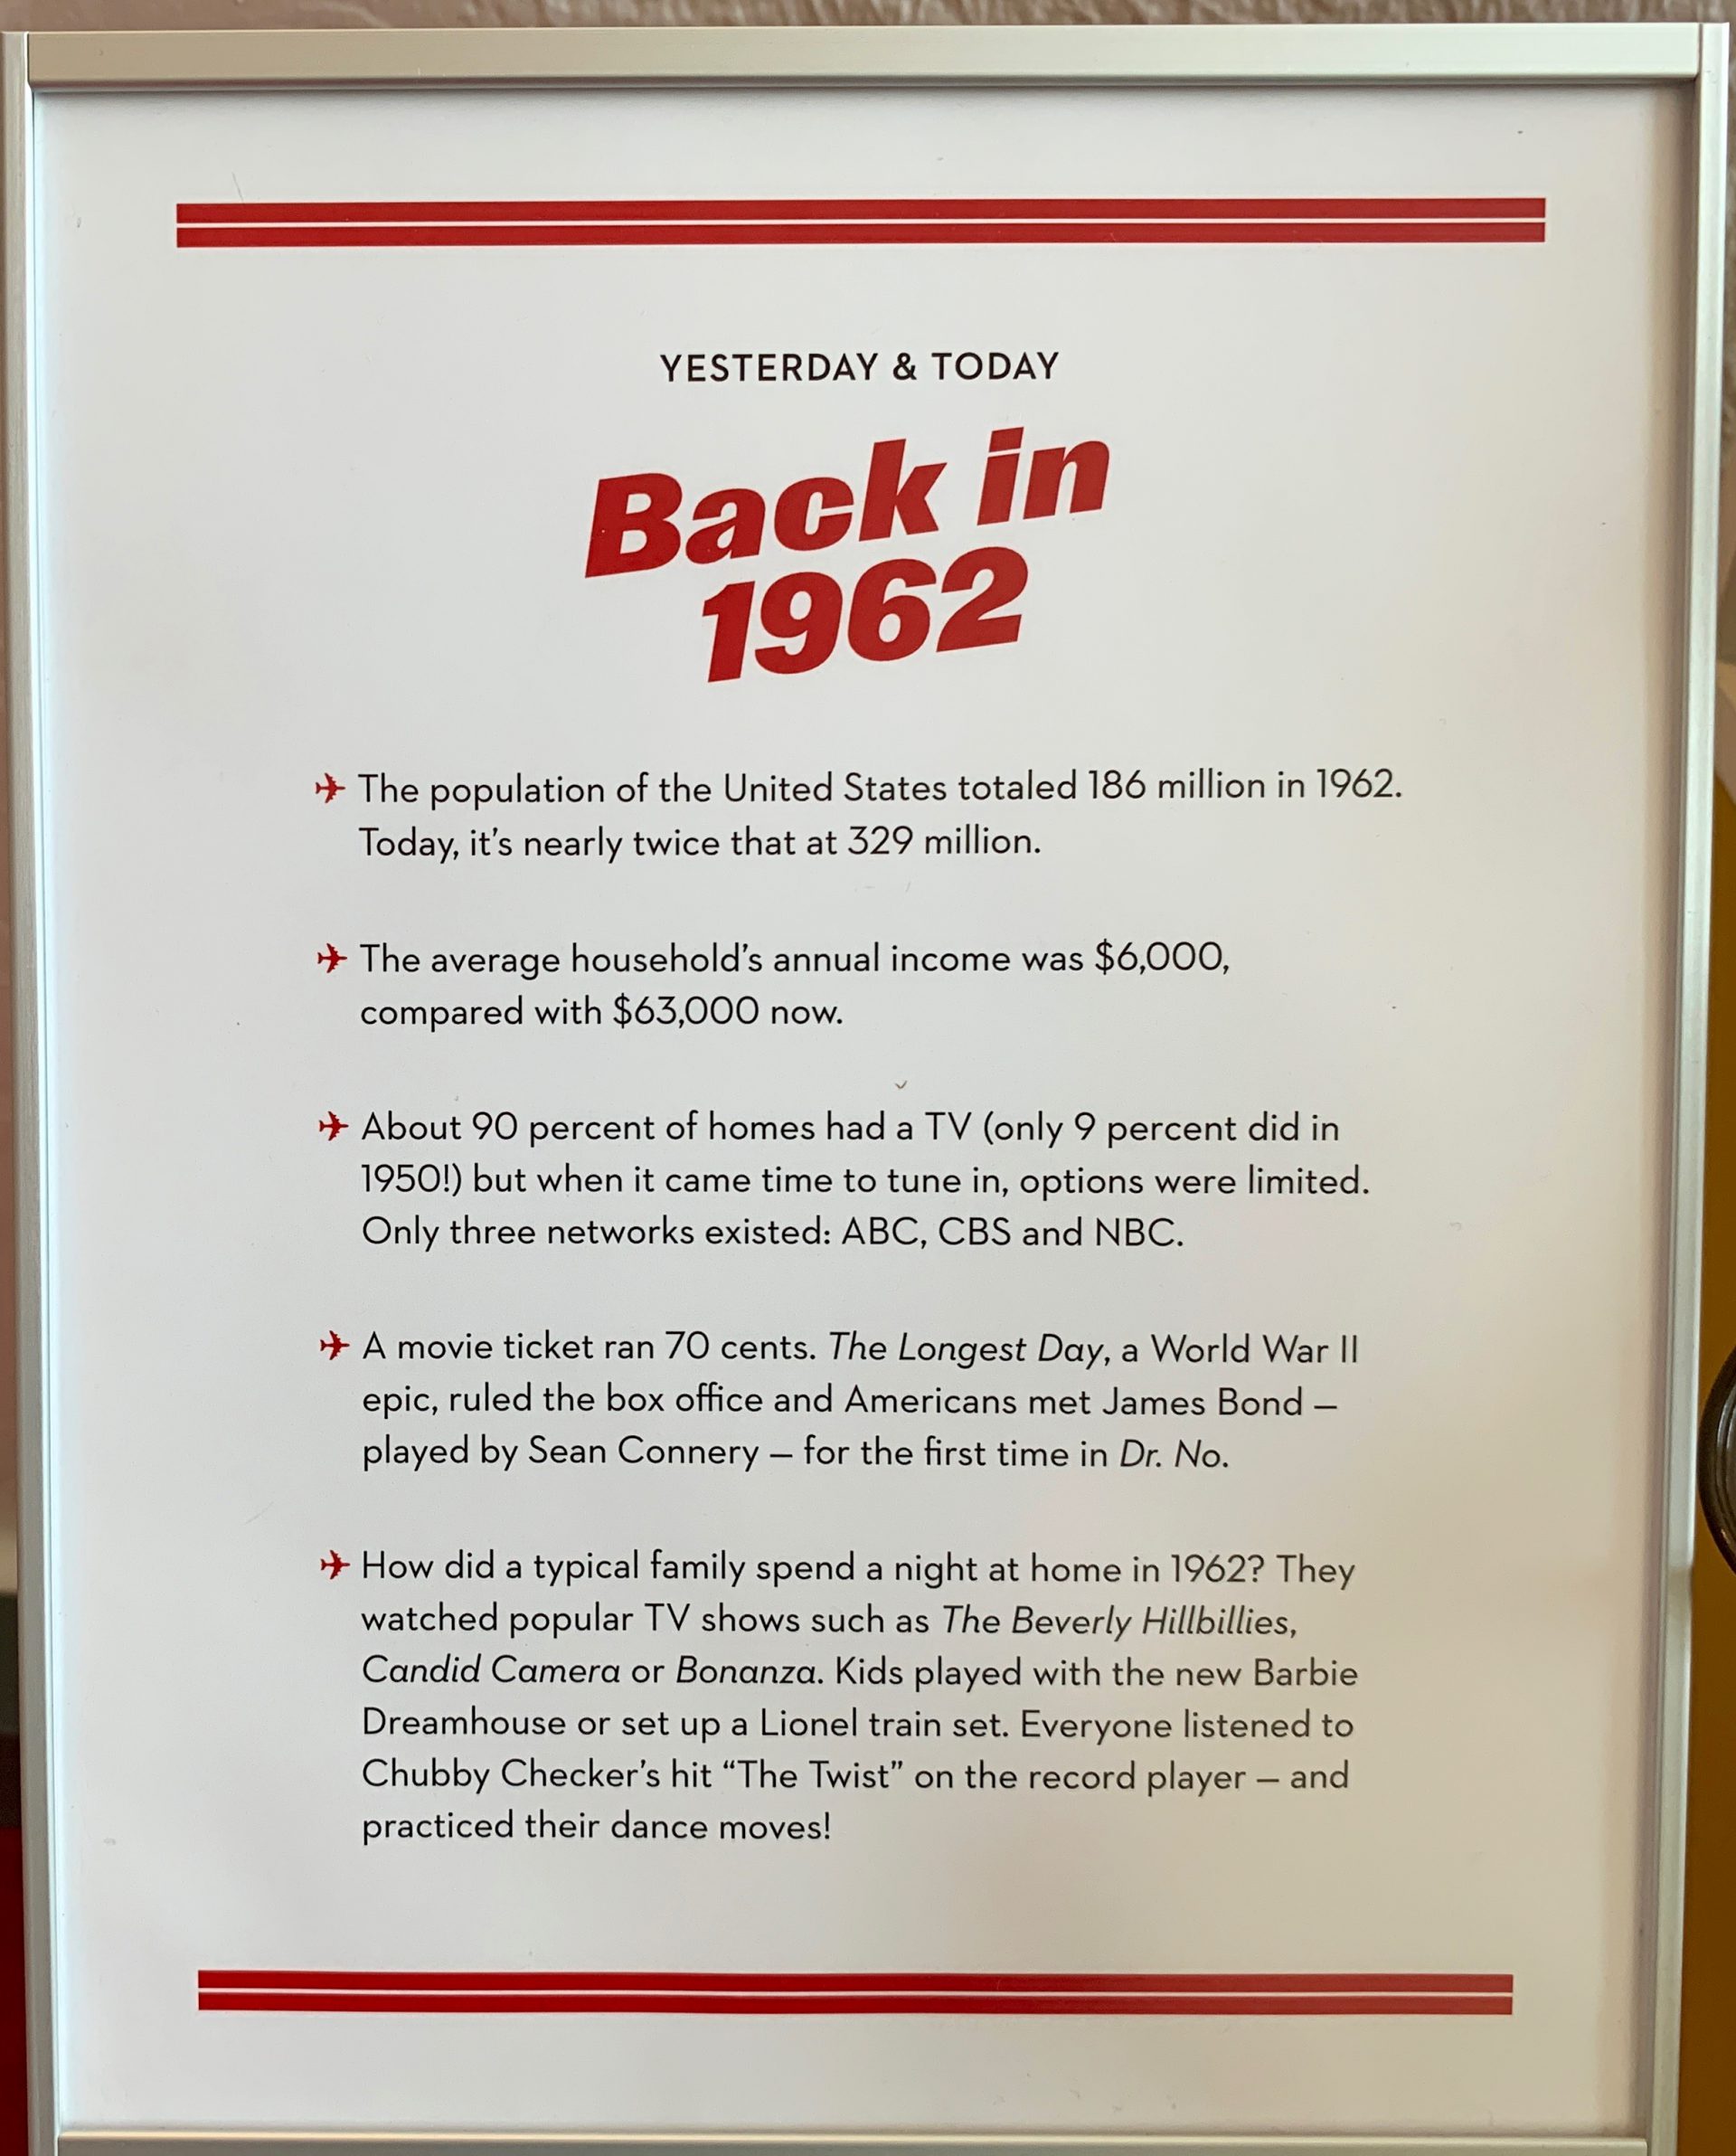 YESTERDAY & TODAY
Back in
1962
The population of the United States totaled 186 million in 1962.
Today, it’s nearly twice that at 329 million.
The average household’s annual income was $6,000,
compared with $63,000 now.
About 90 percent of homes had a TV (only 9 percent did in
1950!) but when it came time to tune in, options were limited.
Only three networks existed: ABC, CBS and NBC.
A movie ticket ran 70 cents. The Longest Day, a World War II
epic, ruled the box office and Americans met James Bond —
played by Sean Connery — for the first time in Dr. No.
How did a typical family spend a night at home in 1962? They
watched popular TV shows such as The Beverly Hillbillies,
Candid Camera or Bonanza. Kids played with the new Barbie
Dreamhouse or set up a Lionel train set. Everyone listened to
Chubby Checker’s hit “The Twist” on the record player — and
practiced their dance moves!